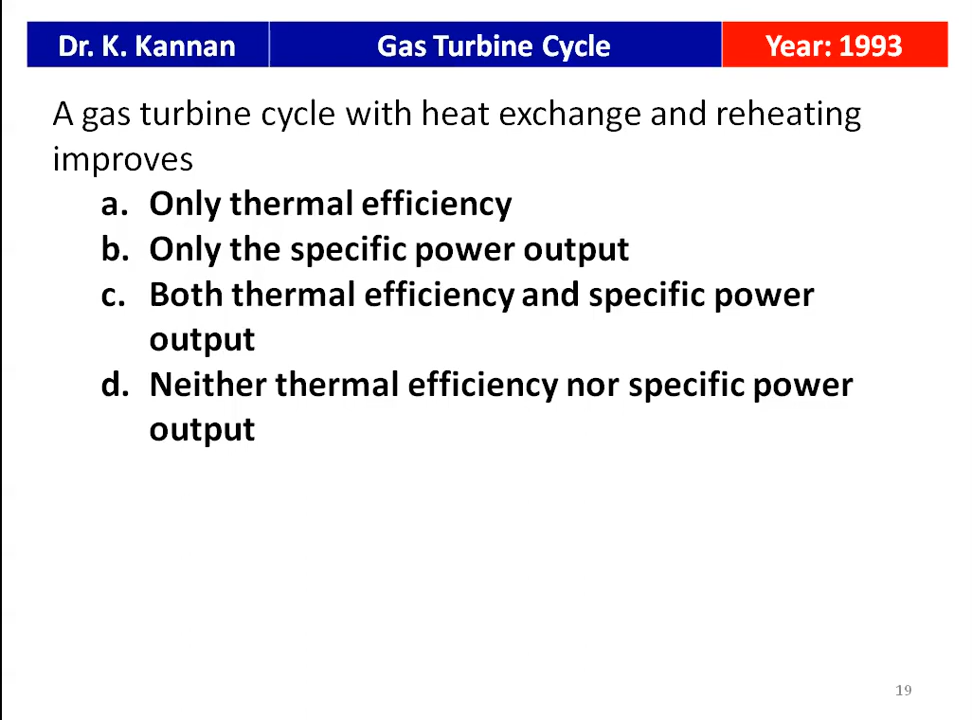 Dr. K. Kannan Gas Turbine Cycle Year: 1993
A gas turbine cycle with heat exchange and reheating
improves
a. Only thermal efficiency
b. Only the specific power output
c. Both thermal efficiency and specific power
output
d. Neither thermal efficiency nor specific power
output
19